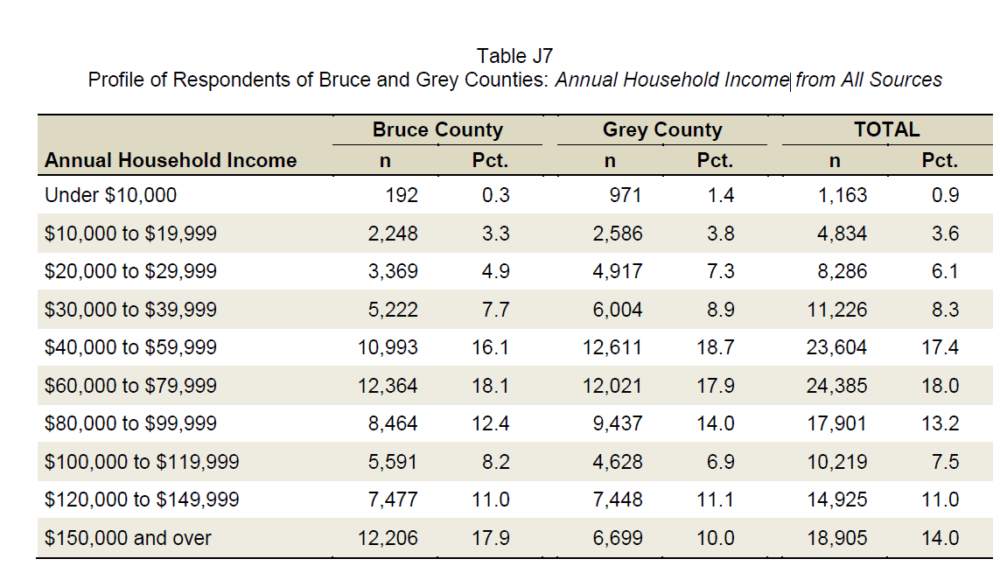 Table J7
Profile of Respondents of Bruce and Grey Counties: Annual Household Income from All Sources
Bruce County Grey County TOTAL
Annual Household Income n Pct. n Pct. n Pct.
Under $10,000 192 0.3 971 1.4 1,163 0.9
$10,000 to $19,999 2,248 3.3 2,586 3.8 4,834 3.6
$20,000 to $29,999 3,369 4.9 4,917 7.3 8,286 6.1
$30,000 to $39,999 5,222 7.7 6,004 8.9 11,226 8.3
$40,000 to $59,999 10,993 16.1 12,611 18.7 23,604 17.4
$60,000 to $79,999 12,364 18.1 12,021 17.9 24,385 18.0
$80,000 to $99,999 8,464 12.4 9,437 14.0 17,901 13.2
$100,000 to $119,999 5,591 8.2 4,628 6.9 10,219 7.5
$120,000 to $149,999 7,477 11.0 7,448 11.1 14,925 11.0
$150,000 and over 12,206 17.9 6,699 10.0 18,905 14.0